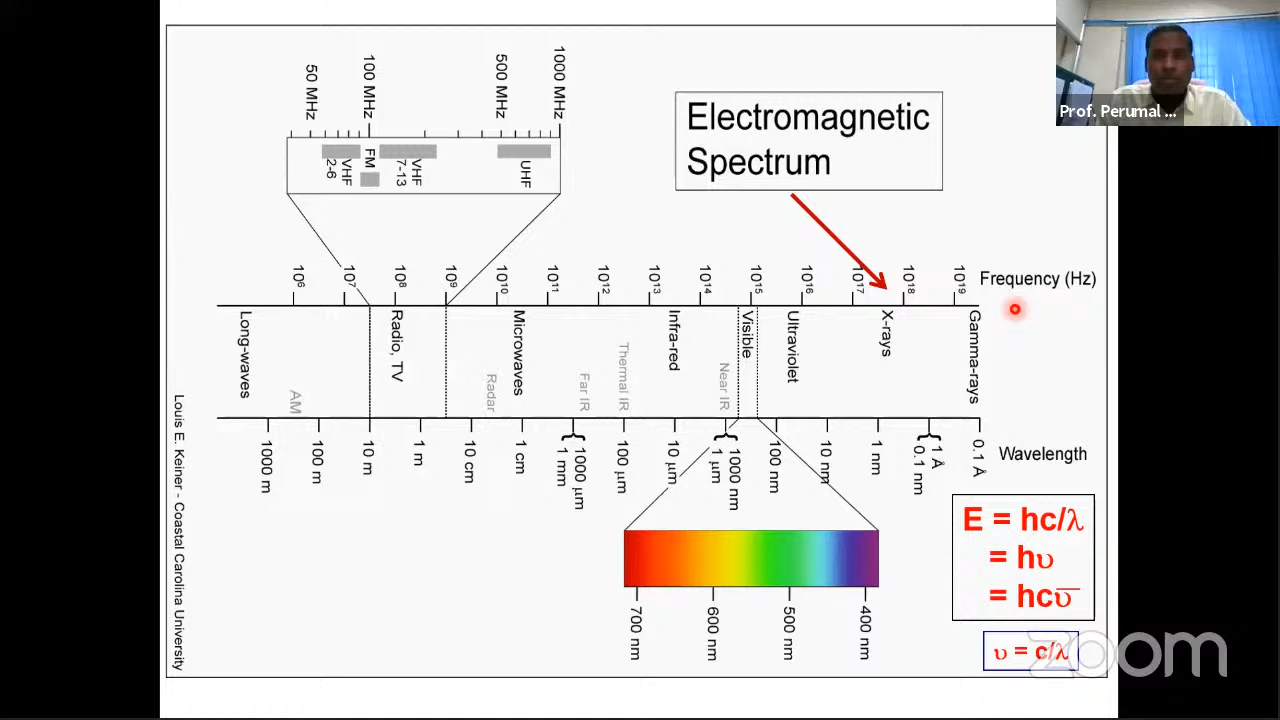 Electromagnetic
Spectrum
Prof. Perumal ...
50 MHz
100 MHz
500 MHz
1000 MHz
VHF
2-6
FM
VHF
7-13
UHF
10⁶
10⁷
10⁸
10⁹
10¹⁰
10¹¹
10¹²
10¹³
10¹⁴
10¹⁵
10¹⁶
10¹⁷
10¹⁸
10¹⁹
Frequency (Hz)
Long-waves
Radio, TV
Microwaves
Infra-red
Visible
Ultraviolet
X-rays
Gamma-rays
AM
Radar
Far IR
Thermal IR
Near IR
1000 m
100 m
10 m
1 m
10 cm
1 cm
1000 µm
1 mm
100 µm
10 µm
1000 nm
1 µm
100 nm
10 nm
1 nm
1 Å
0.1 nm
0.1 Å
Wavelength
700 nm
600 nm
500 nm
400 nm
E = hc/λ
= hυ
= hcῡ
υ = c/λ
Louis E. Keiner - Coastal Carolina University
zoom